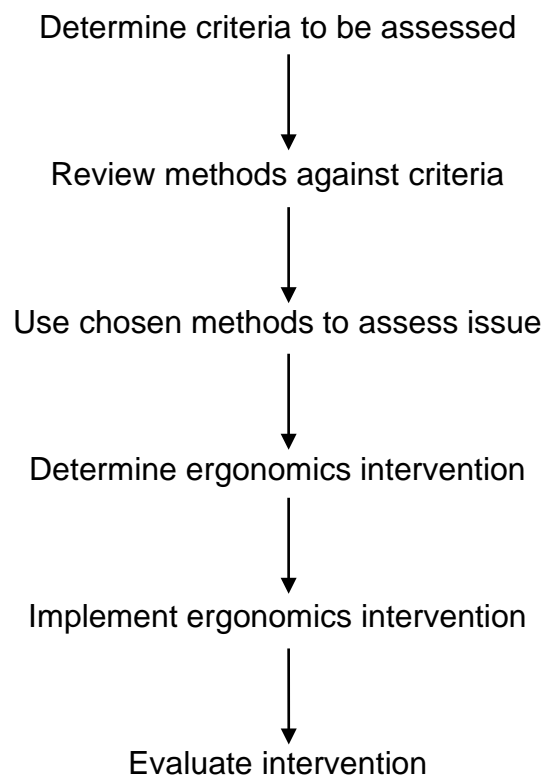 Determine criteria to be assessed
Review methods against criteria
Use chosen methods to assess issue
Determine ergonomics intervention
Implement ergonomics intervention
Evaluate intervention